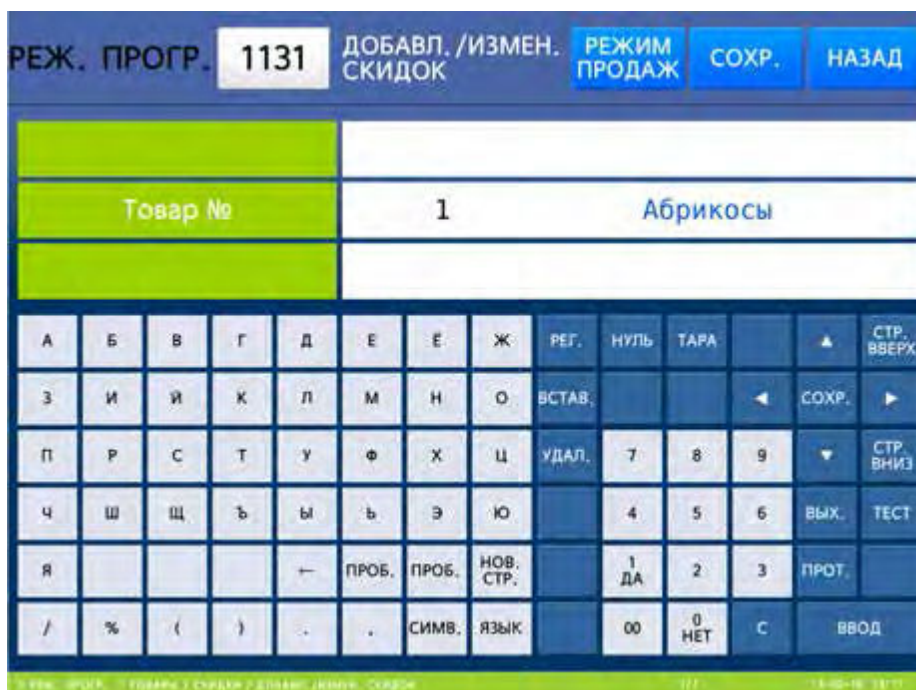 РЕЖ. ПРОГР. 1131 ДОБАВЛ./ИЗМЕН. СКИДОК РЕЖИМ ПРОДАЖ СОХР. НАЗАД
Товар № 1 Абрикосы
А Б В Г Д Е Ё Ж РЕГ. НУЛЬ ТАРА ▲ СТР. ВВЕРХ
З И Й К Л М Н О ВСТАВ. ◀ СОХР. ▶
П Р С Т У Ф Х Ц УДАЛ. 7 8 9 ▼ СТР. ВНИЗ
Ч Ш Щ Ъ Ы Ь Э Ю 4 5 6 ВЫХ. ТЕСТ
Я ← ПРОБ. ПРОБ. НОВ. СТР. 1 ДА 2 3 ПРОТ.
/ % ( ) . . СИМВ. ЯЗЫК 00 0 НЕТ С ВВОД